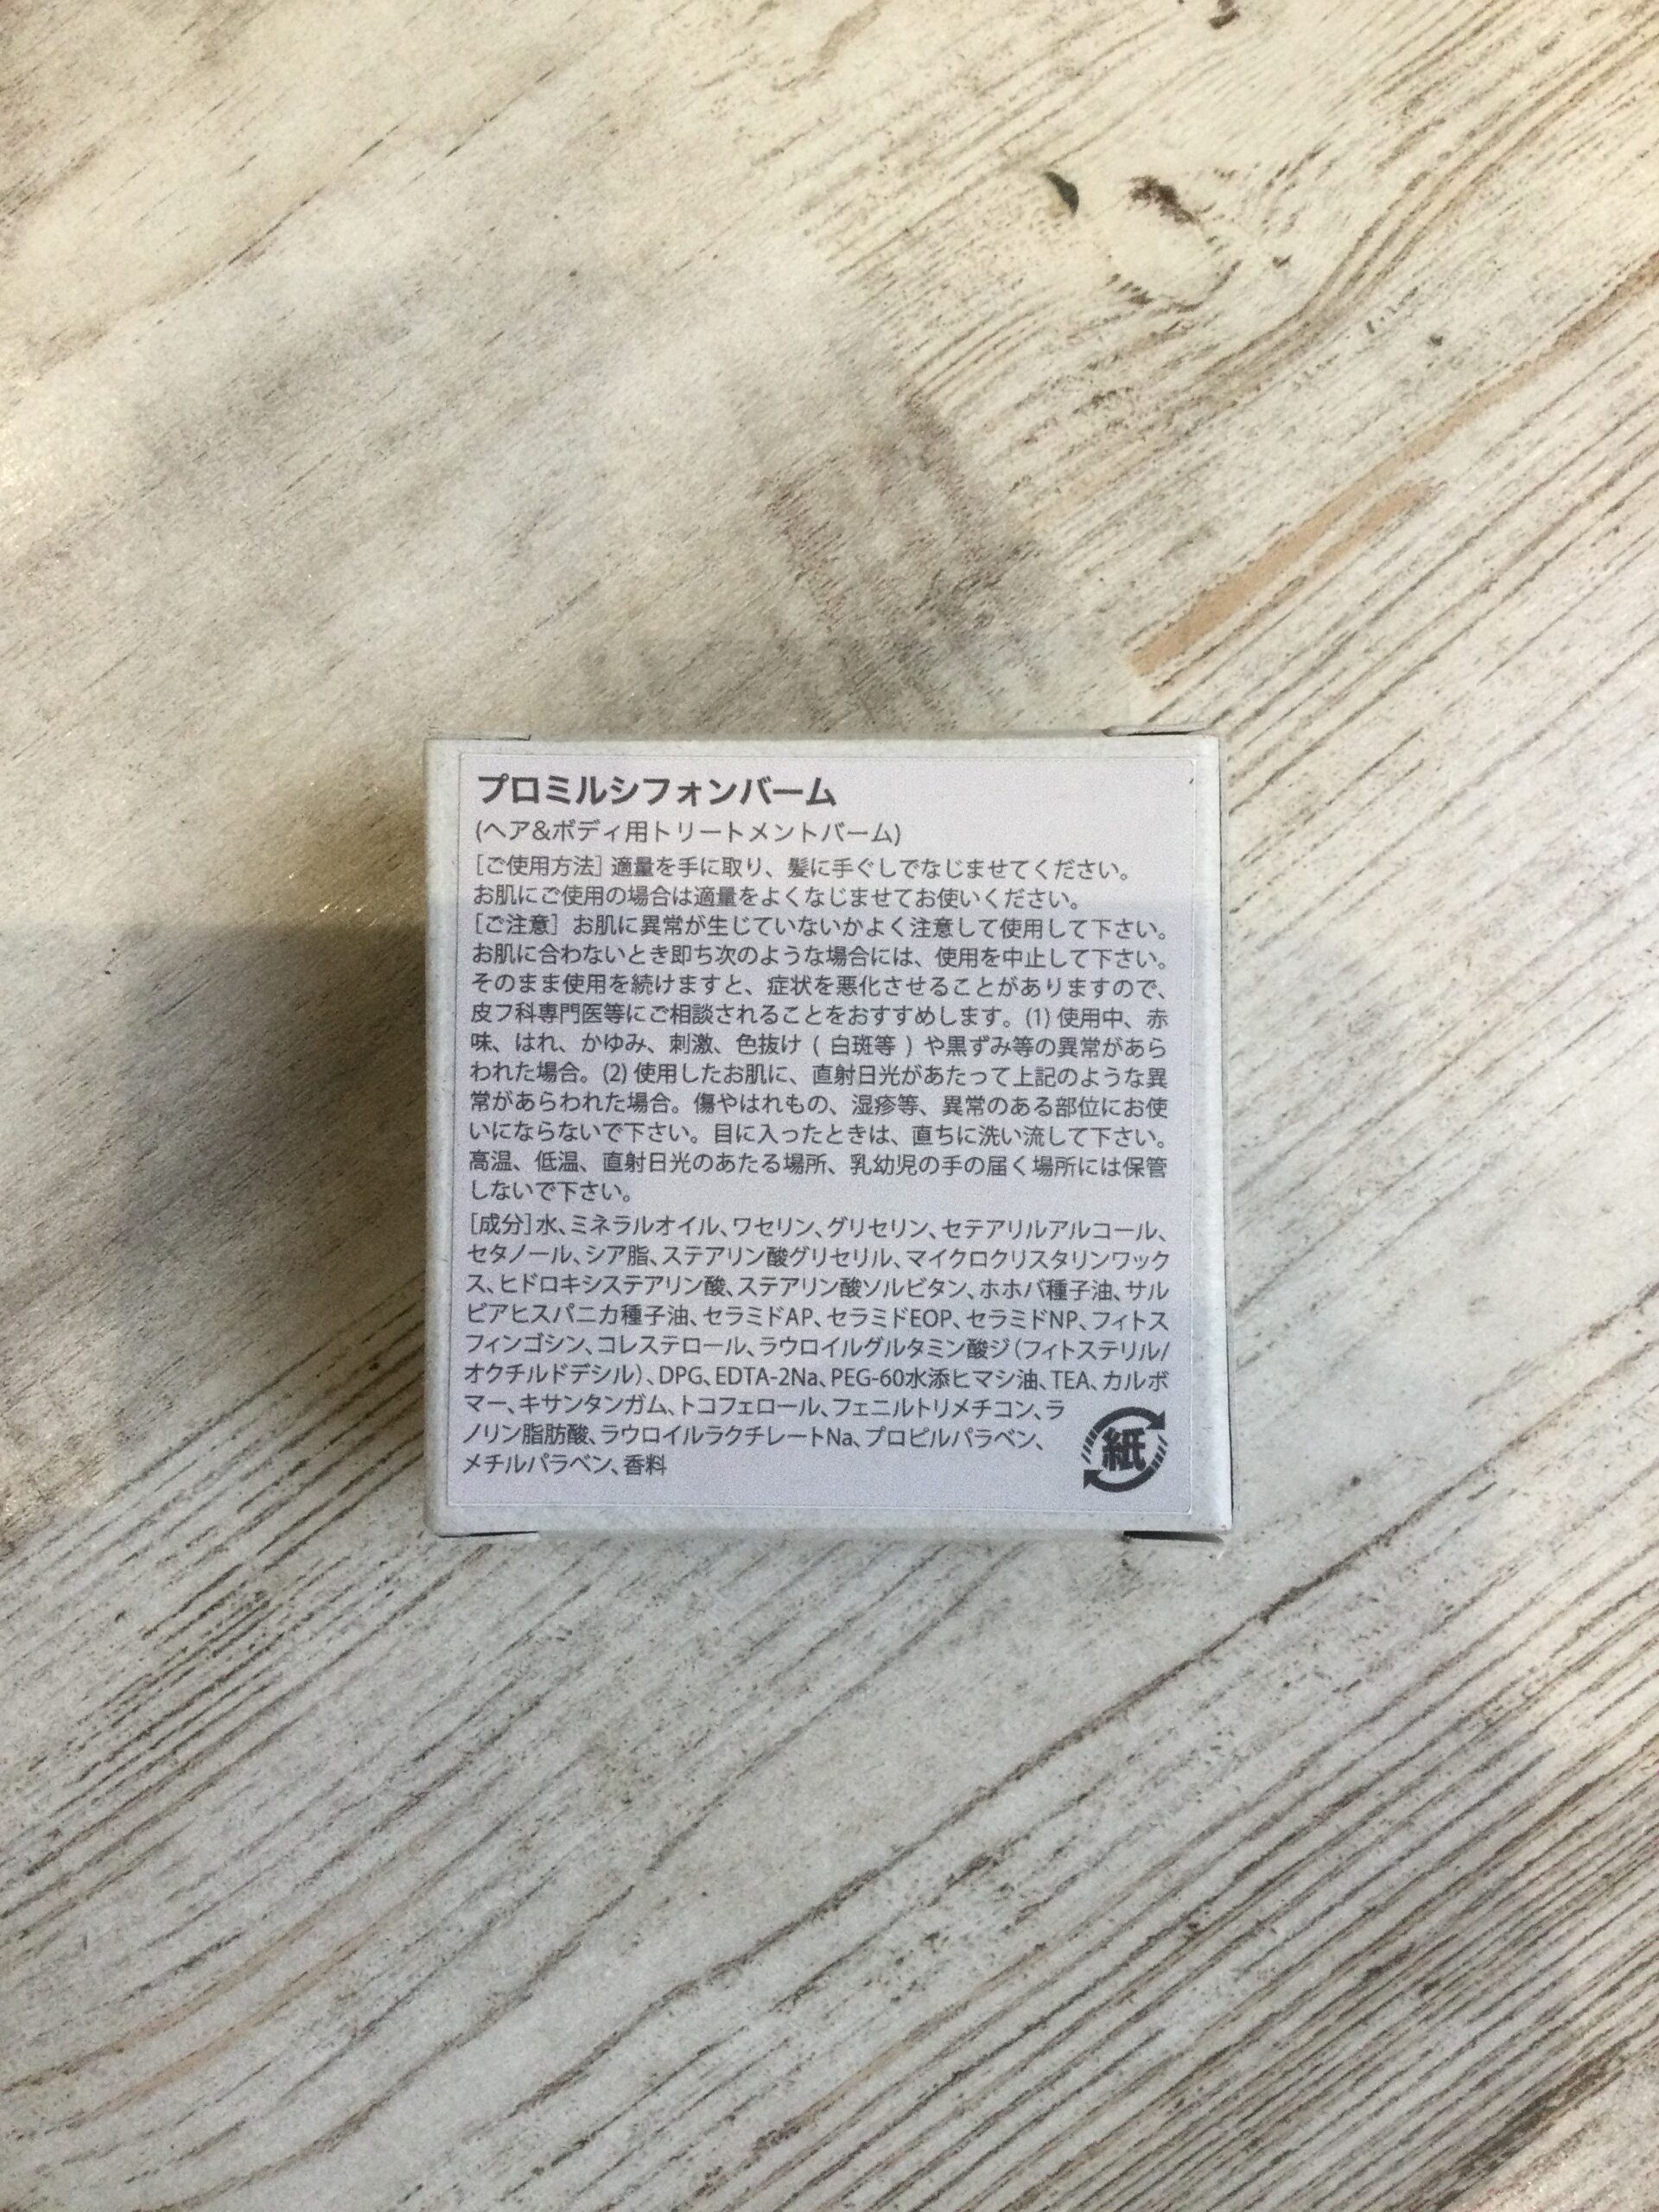 プロミルシフォンバーム
(ヘア&ボディ用トリートメントバーム)
[ご使用方法] 適量を手に取り、髪に手ぐしでなじませてください。
お肌にご使用の場合は適量をよくなじませてお使いください。
[ご注意] お肌に異常が生じていないかよく注意して使用して下さい。
お肌に合わないとき即ち次のような場合には、使用を中止して下さい。
そのまま使用を続けますと、症状を悪化させることがありますので、
皮フ科専門医等にご相談されることをおすすめします。(1) 使用中、赤
味、はれ、かゆみ、刺激、色抜け ( 白斑等 ) や黒ずみ等の異常があら
われた場合。(2) 使用したお肌に、直射日光があたって上記のような異
常があらわれた場合。傷やはれもの、湿疹等、異常のある部位にお使
いにならないで下さい。目に入ったときは、直ちに洗い流して下さい。
高温、低温、直射日光のあたる場所、乳幼児の手の届く場所には保管
しないで下さい。
[成分]水、ミネラルオイル、ワセリン、グリセリン、セテアリルアルコール、
セタノール、シア脂、ステアリン酸グリセリル、マイクロクリスタリンワック
ス、ヒドロキシステアリン酸、ステアリン酸ソルビタン、ホホバ種子油、サル
ビアヒスパニカ種子油、セラミドAP、セラミドEOP、セラミドNP、フィトス
フィンゴシン、コレステロール、ラウロイルグルタミン酸ジ(フィトステリル/
オクチルドデシル)、DPG、EDTA-2Na、PEG-60水添ヒマシ油、TEA、カルボ
マー、キサンタンガム、トコフェロール、フェニルトリメチコン、ラ
ノリン脂肪酸、ラウロイルラクチレートNa、プロピルパラベン、
メチルパラベン、香料
紙